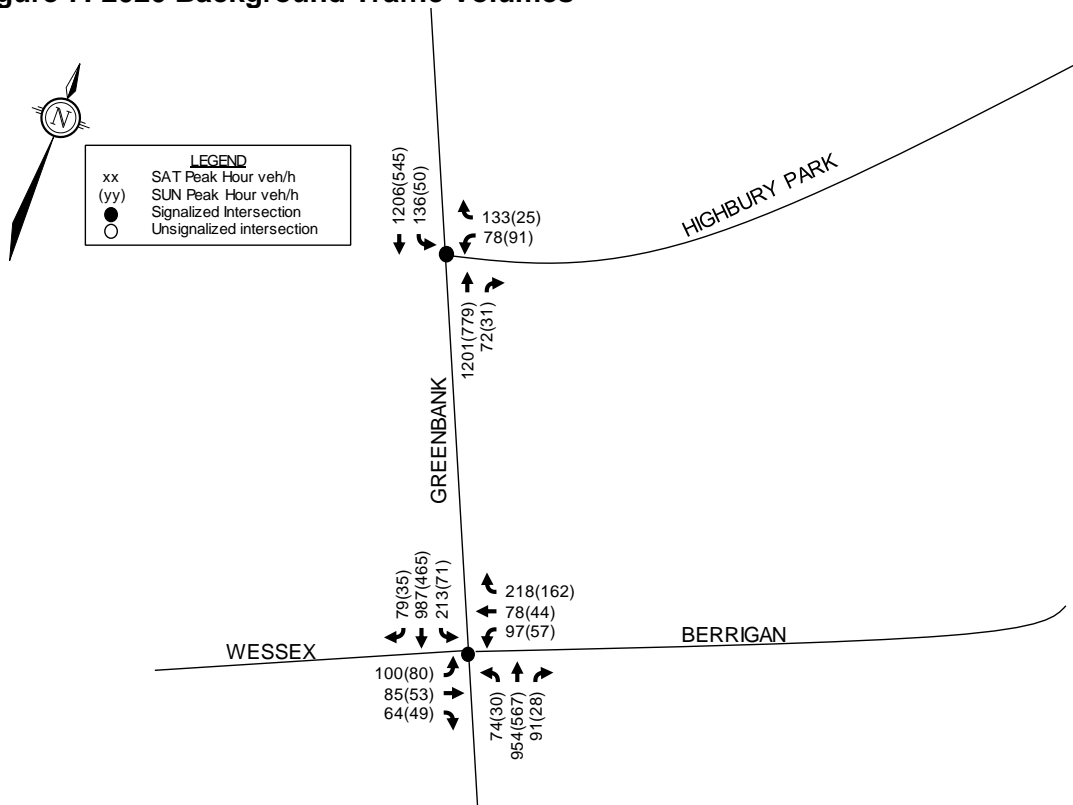 Background Traffic Volumes
N
LEGEND
xx SAT Peak Hour veh/h
(yy) SUN Peak Hour veh/h
Signalized Intersection
Unsignalized intersection
1206(545)
136(50)
133(25)
78(91)
HIGHBURY PARK
1201(779)
72(31)
GREENBANK
79(35)
987(465)
213(71)
218(162)
78(44)
97(57)
WESSEX
BERRIGAN
100(80)
85(53)
64(49)
74(30)
954(567)
91(28)